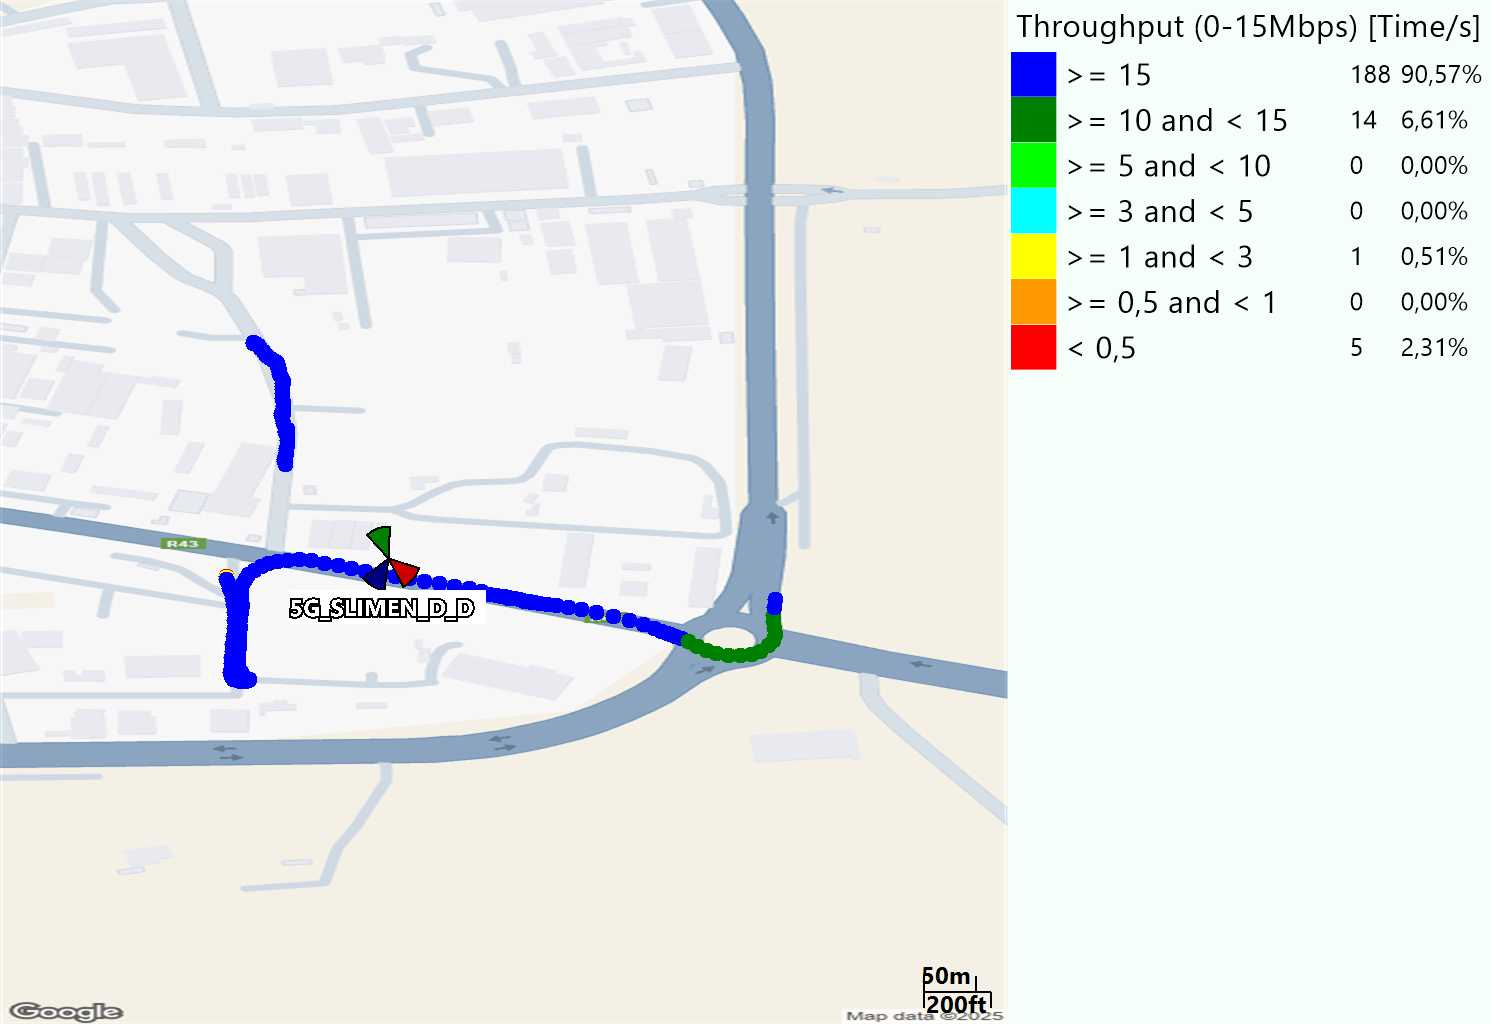 Throughput (0-15Mbps) [Time/s]
>= 15 188 90,57%
>= 10 and < 15 14 6,61%
>= 5 and < 10 0 0,00%
>= 3 and < 5 0 0,00%
>= 1 and < 3 1 0,51%
>= 0,5 and < 1 0 0,00%
< 0,5 5 2,31%
R43
5G_SLIMEN_D_D
50m
200ft
Google
Map data ©2025